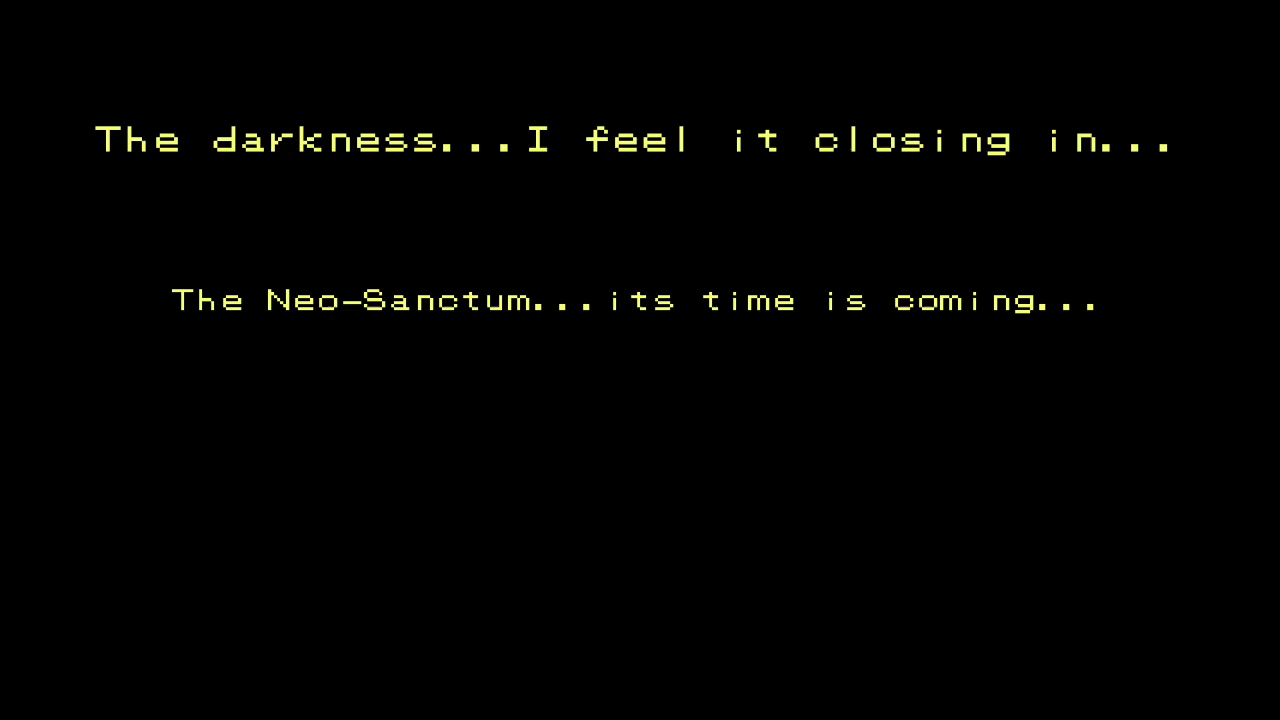 The darkness...I feel it closing in...
The Neo-Sanctum...its time is coming...